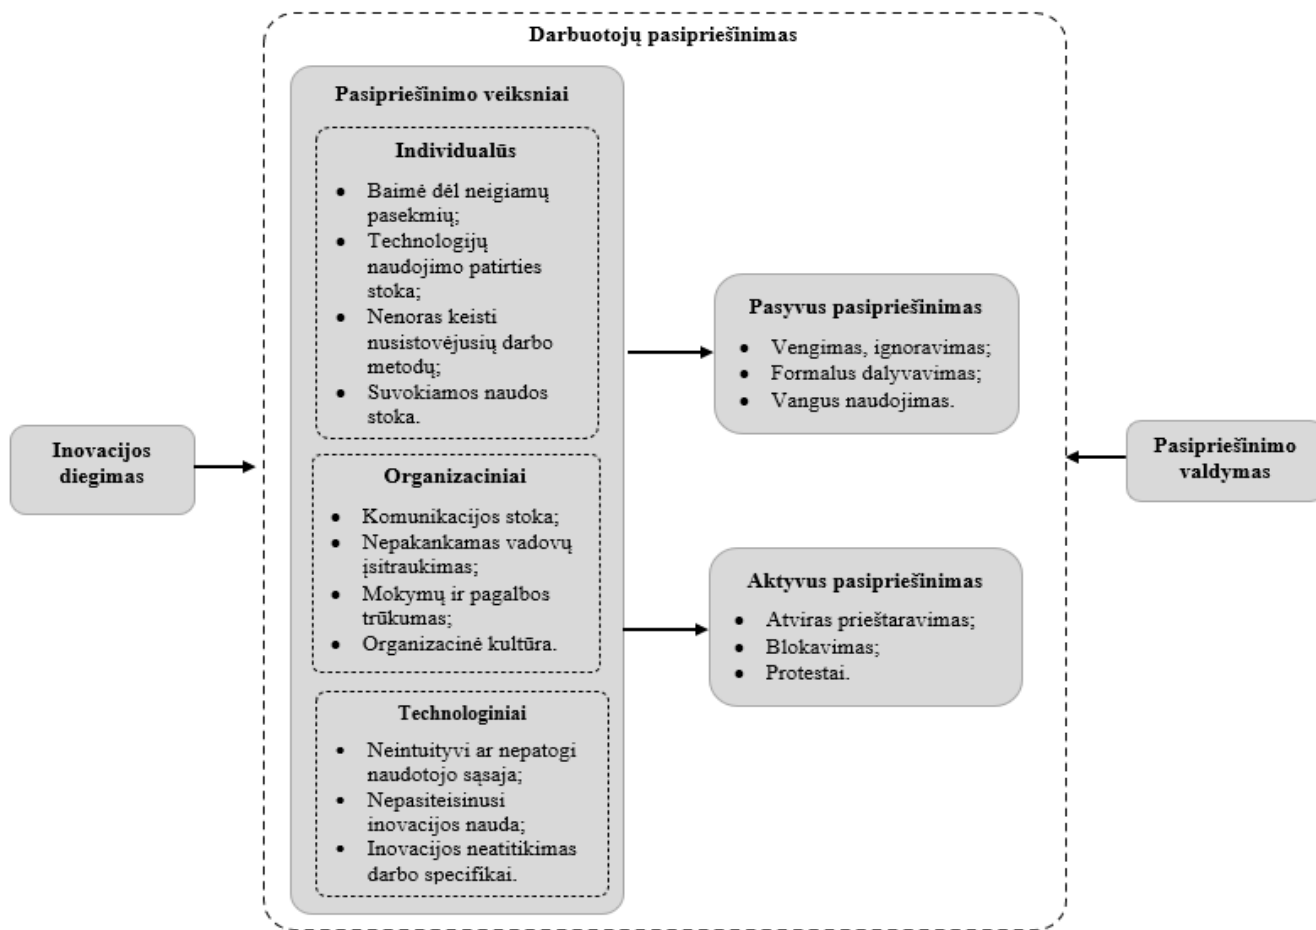 Darbuotojų pasipriešinimas
Pasipriešinimo veiksniai
Individualūs
• Baimė dėl neigiamų
pasekmių;
• Technologijų
naudojimo patirties
stoka;
• Nenoras keisti
nusistovėjusių darbo
metodų;
• Suvokiamos naudos
stoka.
Organizaciniai
• Komunikacijos stoka;
• Nepakankamas vadovų
įsitraukimas;
• Mokymų ir pagalbos
trūkumas;
• Organizacinė kultūra.
Technologiniai
• Neintuityvi ar nepatogi
naudotojo sąsaja;
• Nepasiteisinusi
inovacijos nauda;
• Inovacijos neatitikimas
darbo specifikai.
Inovacijos
diegimas
Pasyvus pasipriešinimas
• Vengimas, ignoravimas;
• Formalus dalyvavimas;
• Vangus naudojimas.
Aktyvus pasipriešinimas
• Atviras prieštaravimas;
• Blokavimas;
• Protestai.
Pasipriešinimo
valdymas